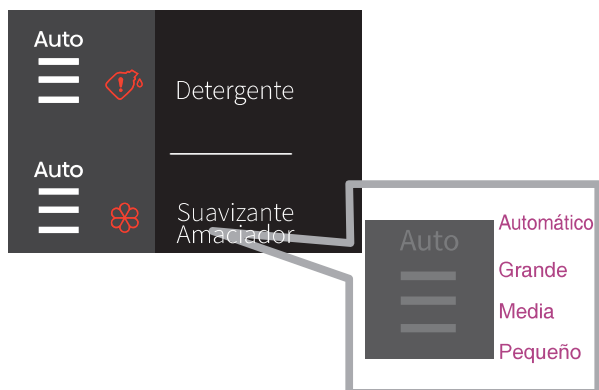 Auto
Detergente
Auto
Suavizante
Amaciador
Auto
Automático
Grande
Media
Pequeño